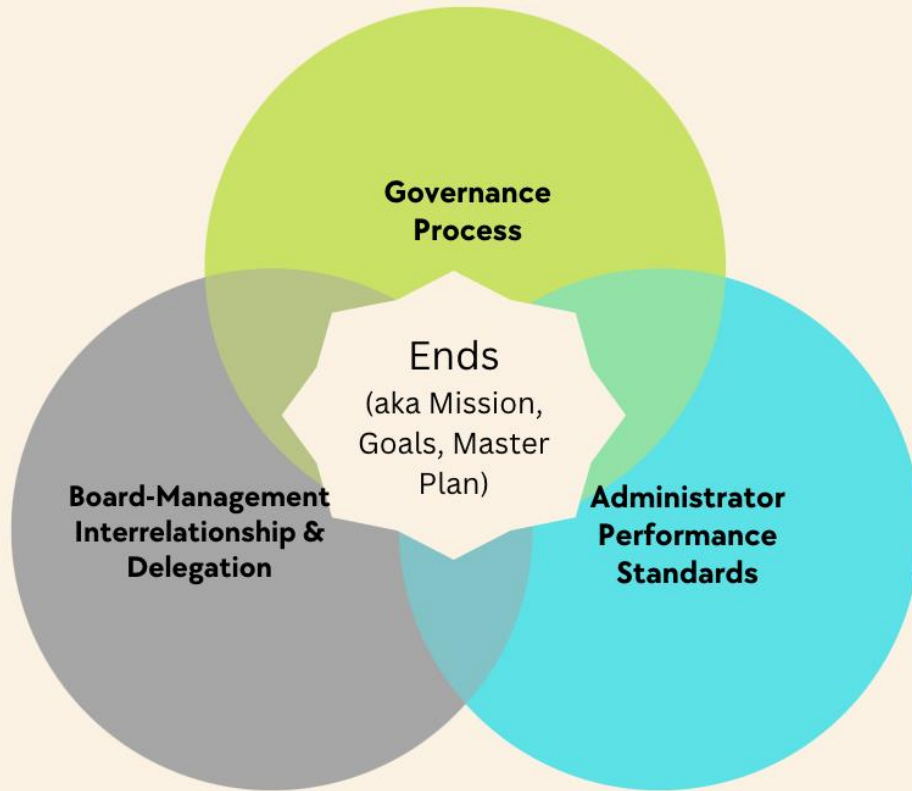 Governance
Process
Ends
(aka Mission,
Goals, Master
Plan)
Board-Management
Interrelationship &
Delegation
Administrator
Performance
Standards